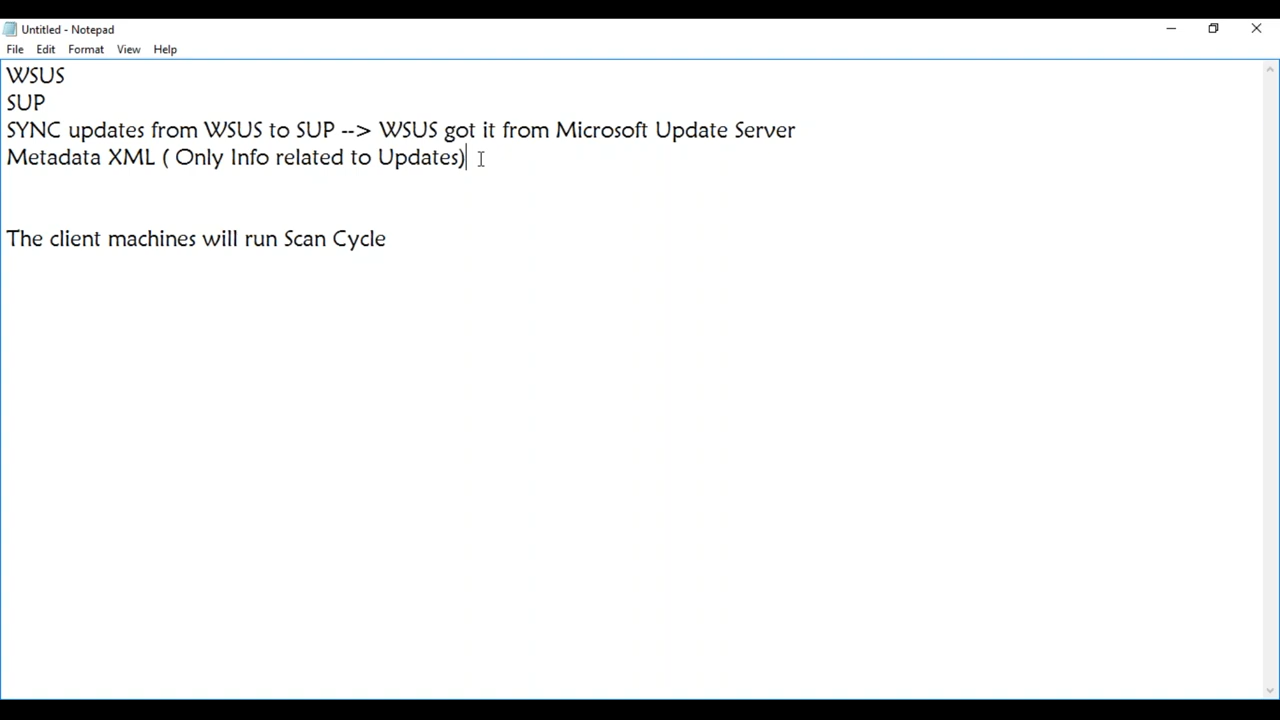 Untitled - Notepad
File Edit Format View Help
WSUS
SUP
SYNC updates from WSUS to SUP --> WSUS got it from Microsoft Update Server
Metadata XML ( Only Info related to Updates)
The client machines will run Scan Cycle